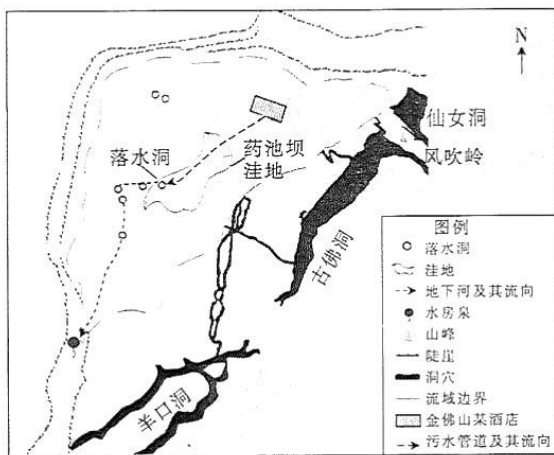 N
仙女洞
风吹岭
落水洞
药池坝
洼地
古佛洞
羊口洞
图例
落水洞
洼地
地下河及其流向
水房泉
山峰
陡崖
洞穴
流域边界
金佛山某酒店
污水管道及其流向